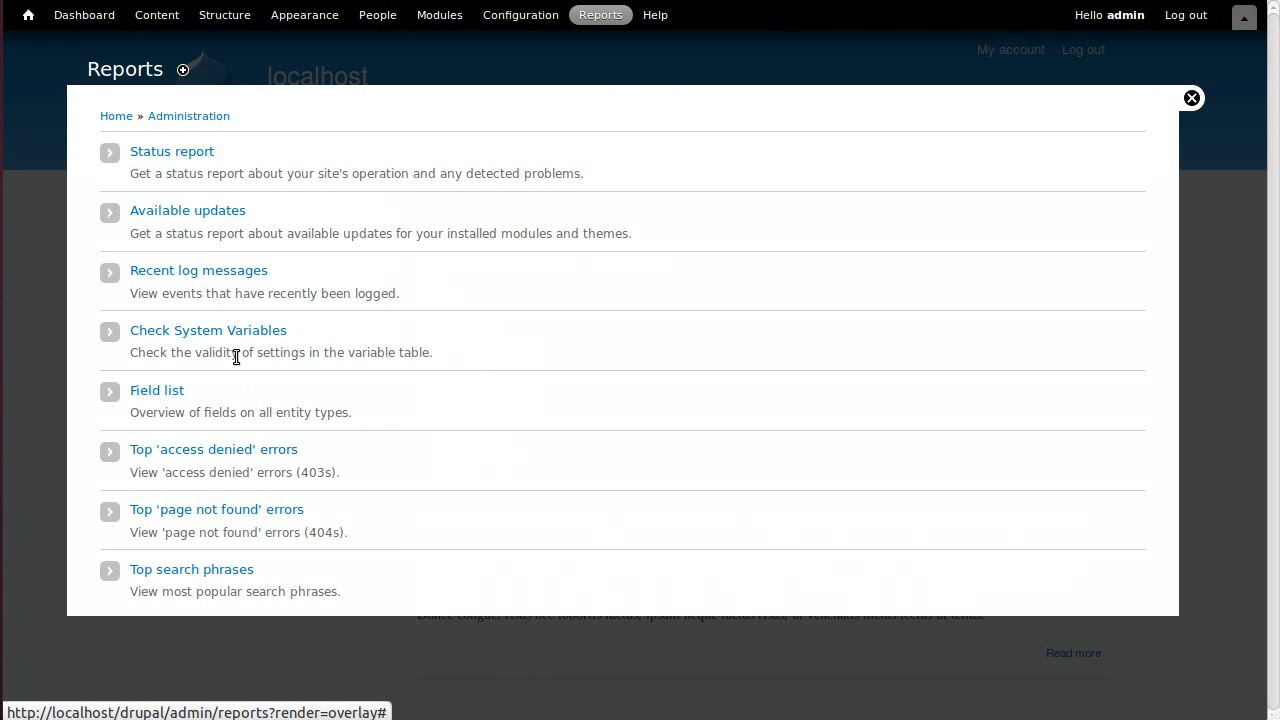 Dashboard Content Structure Appearance People Modules Configuration Reports Help Hello admin Log out
My account Log out
Reports
localhost
Home » Administration
Status report
Get a status report about your site's operation and any detected problems.
Available updates
Get a status report about available updates for your installed modules and themes.
Recent log messages
View events that have recently been logged.
Check System Variables
Check the validity of settings in the variable table.
Field list
Overview of fields on all entity types.
Top 'access denied' errors
View 'access denied' errors (403s).
Top 'page not found' errors
View 'page not found' errors (404s).
Top search phrases
View most popular search phrases.
Read more
http://localhost/drupal/admin/reports?render=overlay#